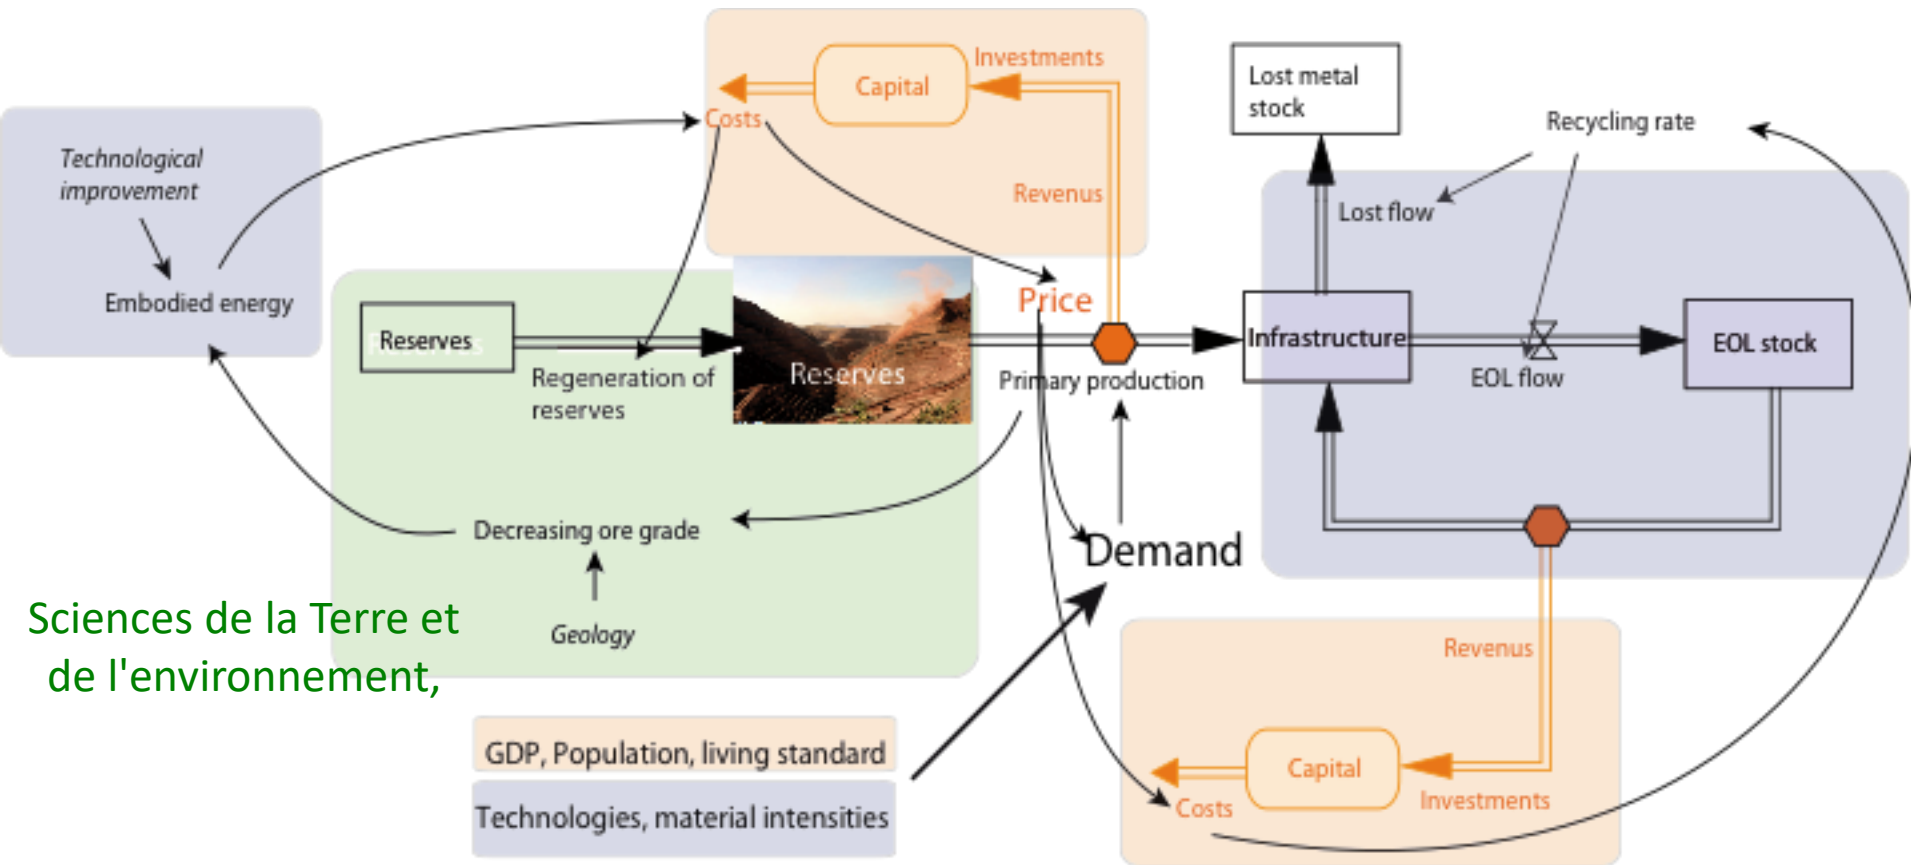 Investments
Capital
Costs
Revenus
Lost metal
stock
Recycling rate
Technological
improvement
Embodied energy
Lost flow
Price
Reserves
Reserves
Regeneration of
reserves
Reserves
Primary production
Infrastructure
EOL flow
EOL stock
Decreasing ore grade
Geology
Demand
Sciences de la Terre et
de l'environnement,
GDP, Population, living standard
Technologies, material intensities
Revenus
Capital
Investments
Costs